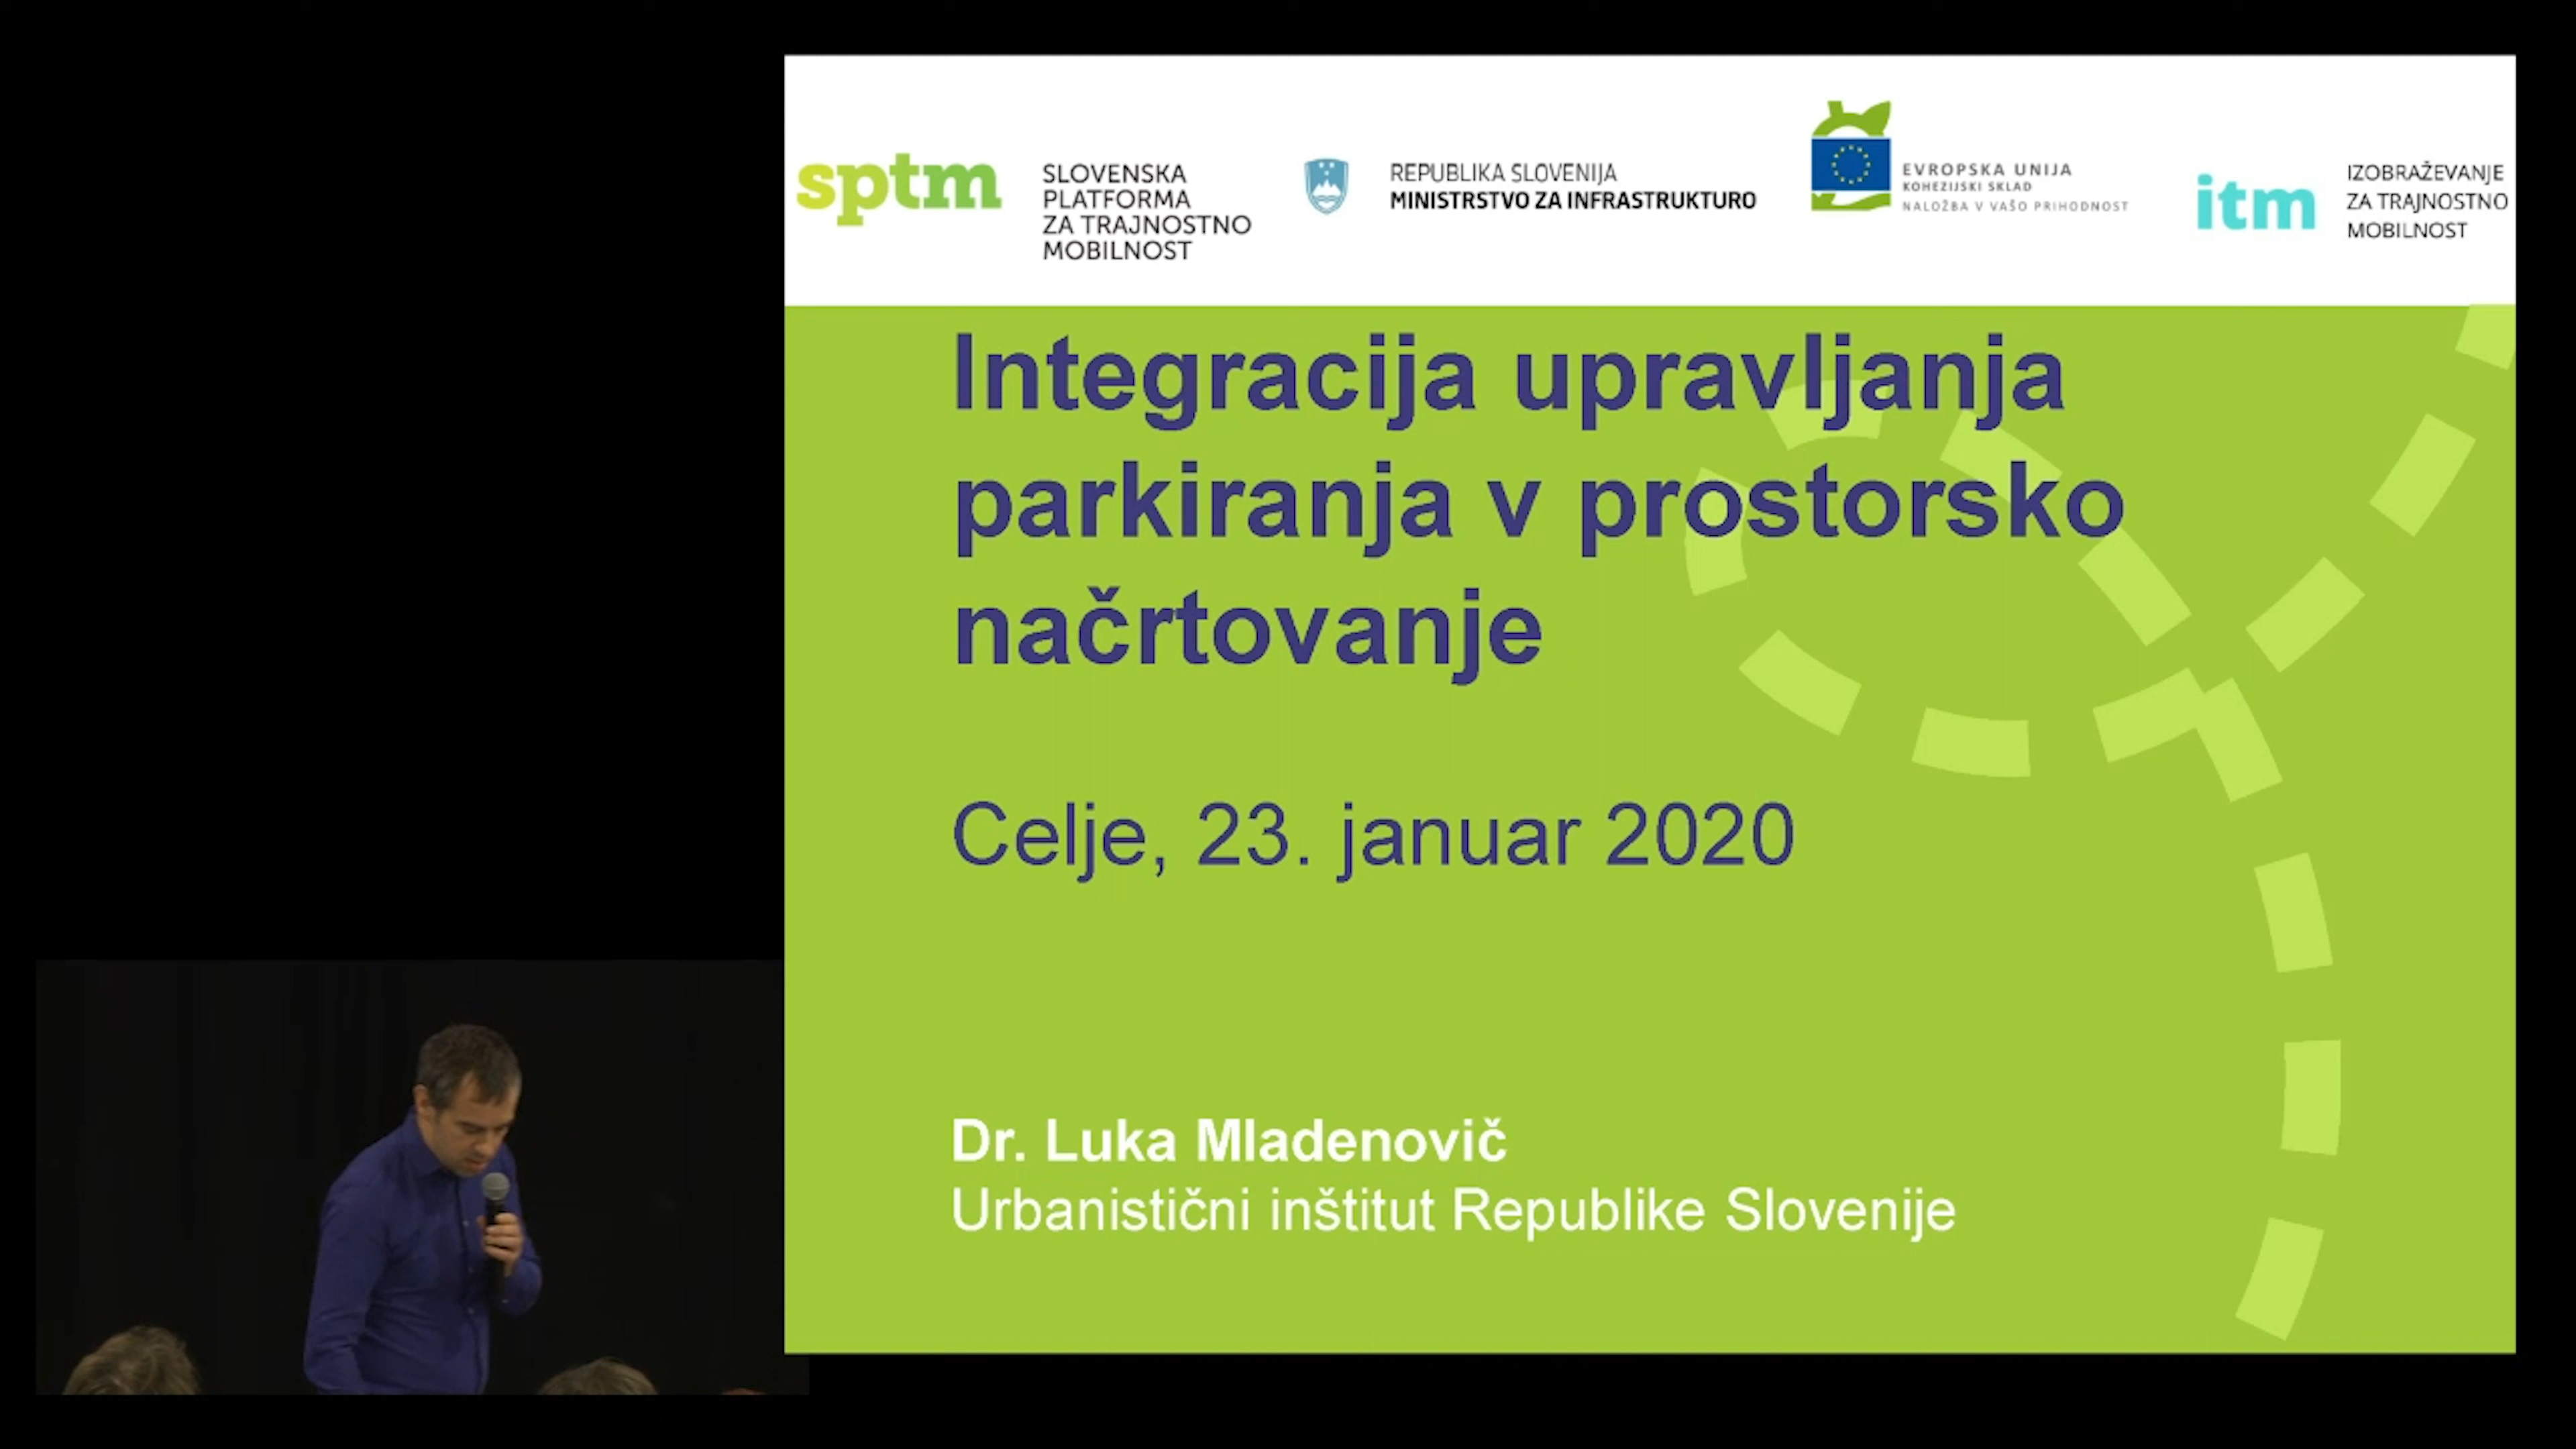 sptm
SLOVENSKA
PLATFORMA
ZA TRAJNOSTNO
MOBILNOST
REPUBLIKA SLOVENIJA
MINISTRSTVO ZA INFRASTRUKTURO
EVROPSKA UNIJA
KOHEZIJSKI SKLAD
NALOŽBA V VAŠO PRIHODNOST
itm
IZOBRAŽEVANJE
ZA TRAJNOSTNO
MOBILNOST
Integracija upravljanja
parkiranja v prostorsko
načrtovanje
Celje, 23. januar 2020
Dr. Luka Mladenovič
Urbanistični inštitut Republike Slovenije